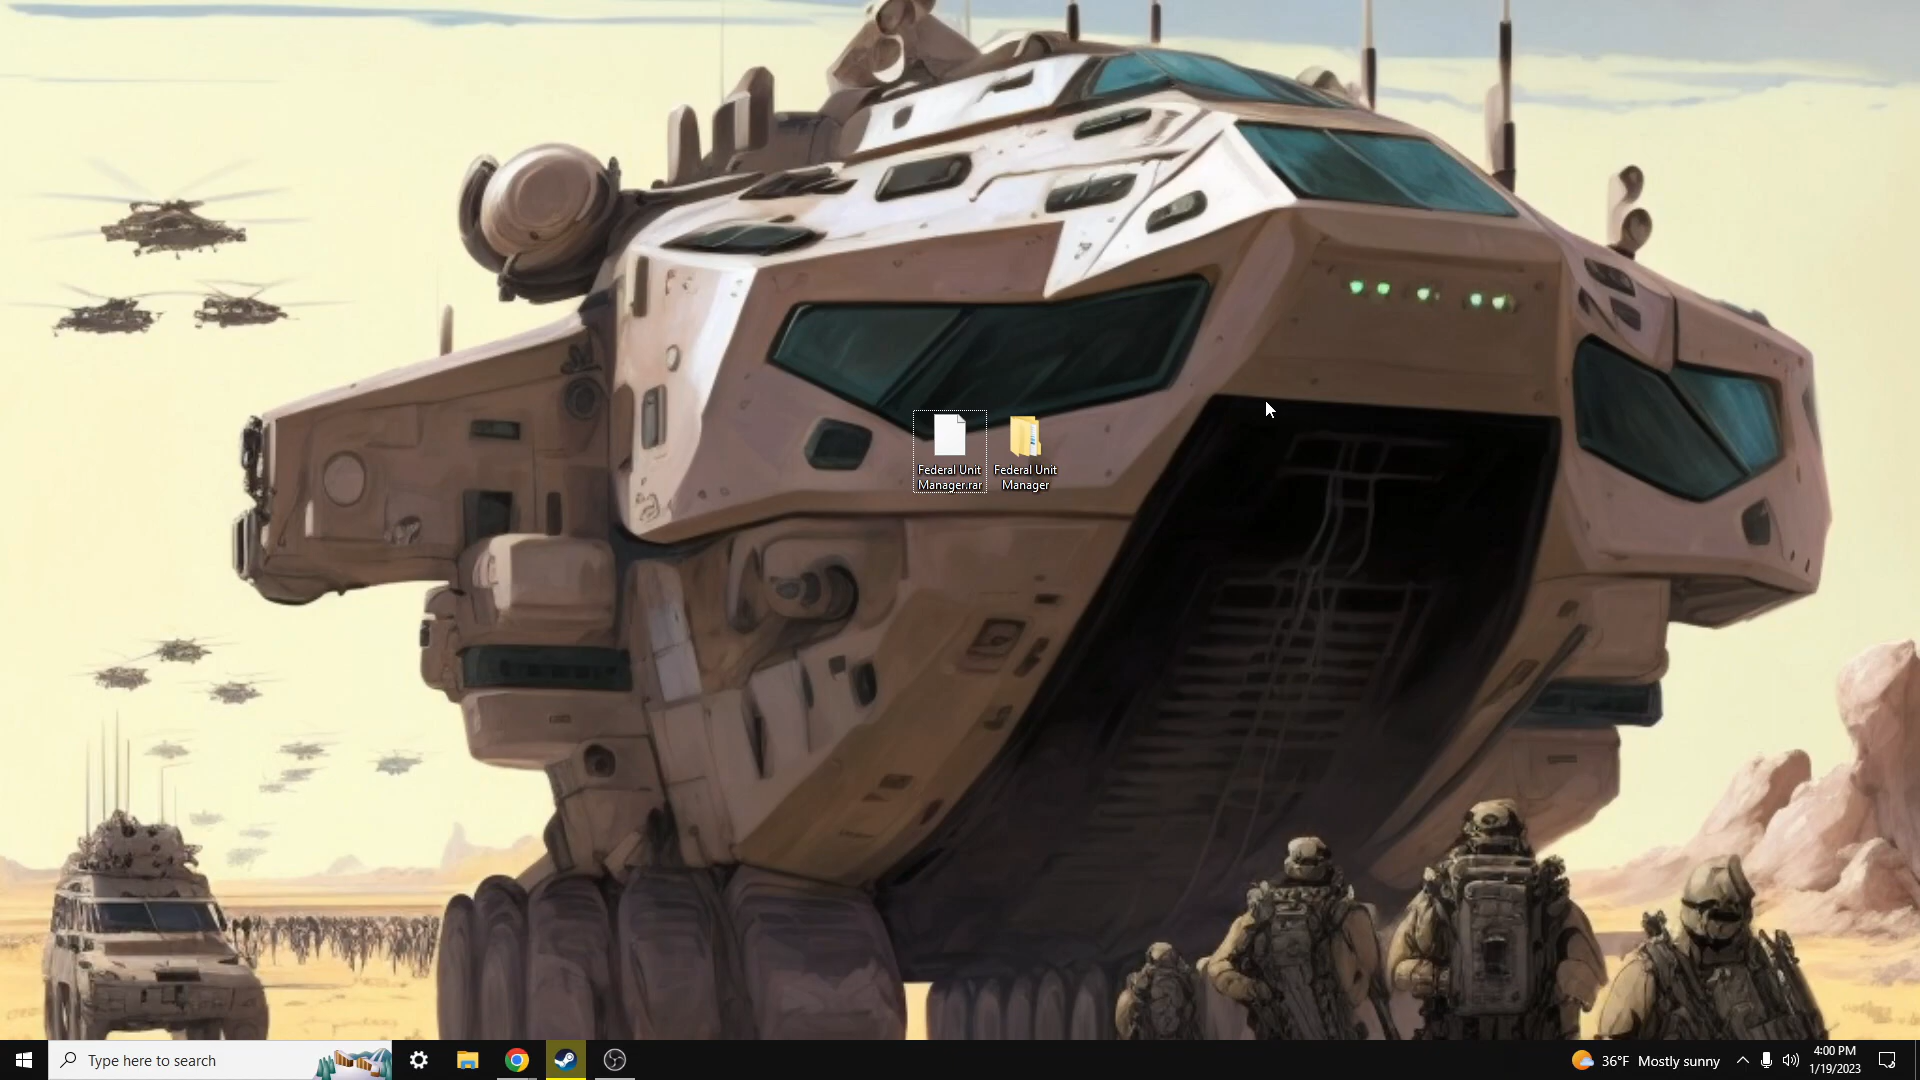 Federal Unit
Manager.rar
Federal Unit
Manager
Type here to search
36°F Mostly sunny
4:00 PM
1/19/2023